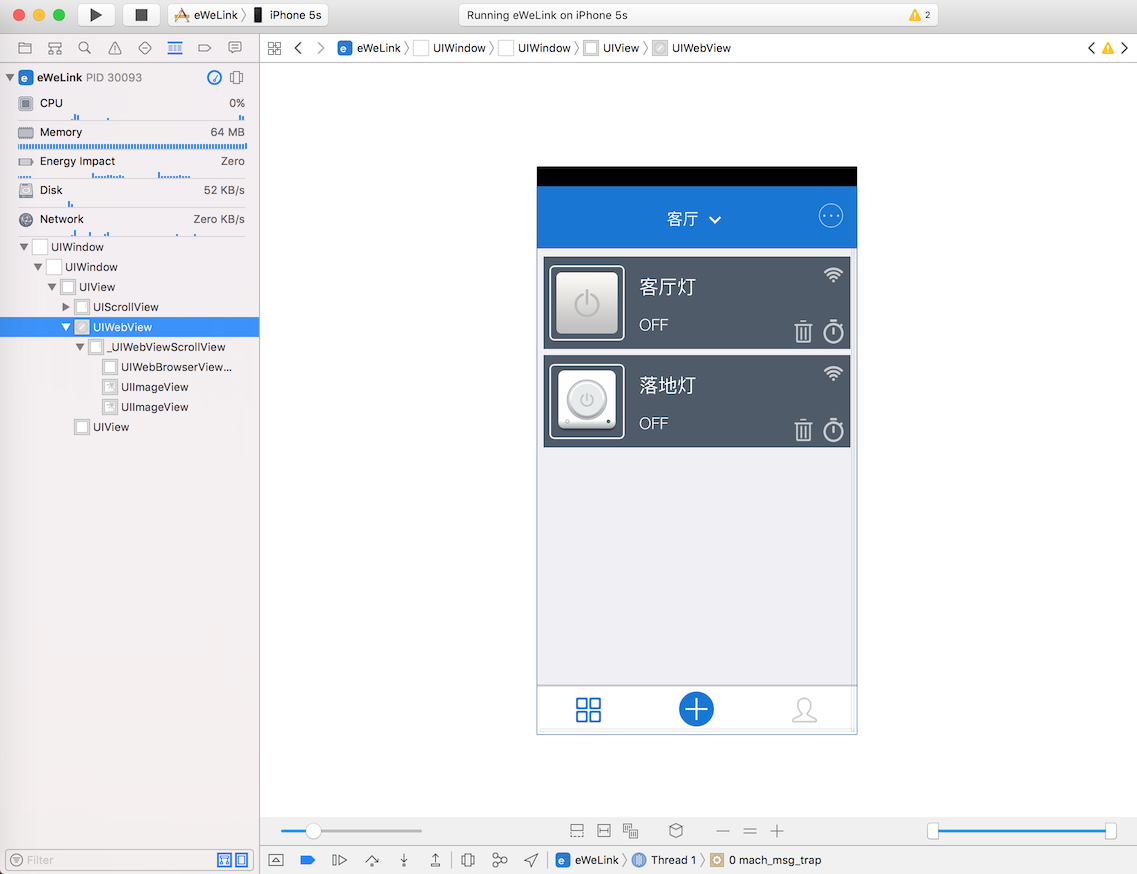 eWeLink iPhone 5s
Running eWeLink on iPhone 5s
2
eWeLink UIWindow UIWindow UIView UIWebView
eWeLink PID 30093
CPU 0%
Memory 64 MB
Energy Impact Zero
Disk 52 KB/s
Network Zero KB/s
UIWindow
UIWindow
UIView
UIScrollView
UIWebView
_UIWebViewScrollView
UIWebBrowserView...
UIImageView
UIImageView
UIView
客厅
客厅灯
OFF
落地灯
OFF
Filter
eWeLink Thread 1 0 mach_msg_trap